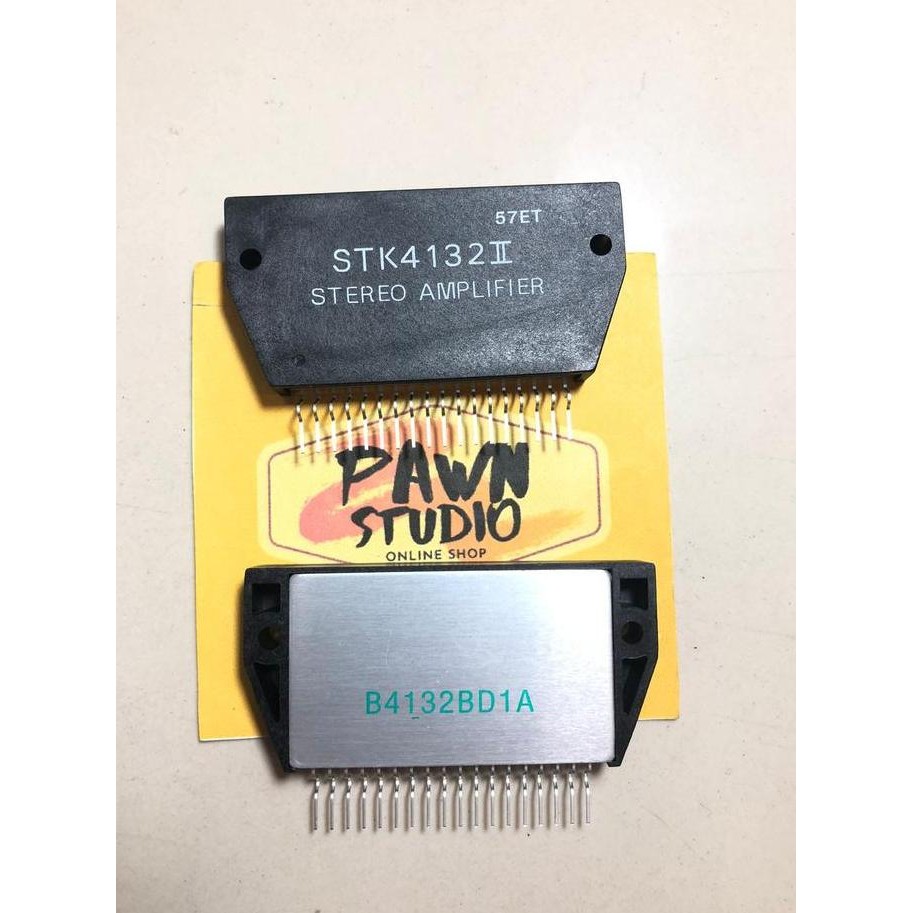 57ET
STK4132II
STEREO AMPLIFIER
PAWN
STUDIO
ONLINE SHOP
B4132BD1A